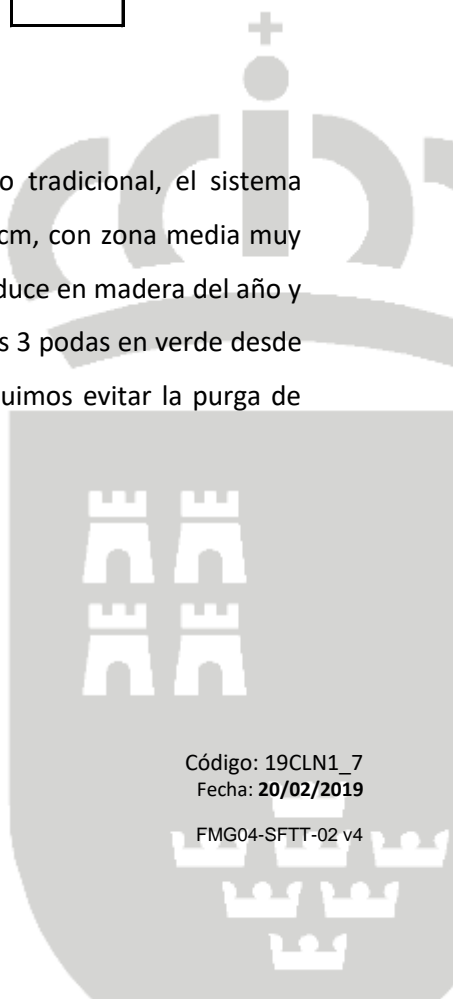 o tradicional, el sistema
cm, con zona media muy
duce en madera del año y
s 3 podas en verde desde
uimos evitar la purga de
Código: 19CLN1_7
Fecha: 20/02/2019
FMG04-SFTT-02 v4